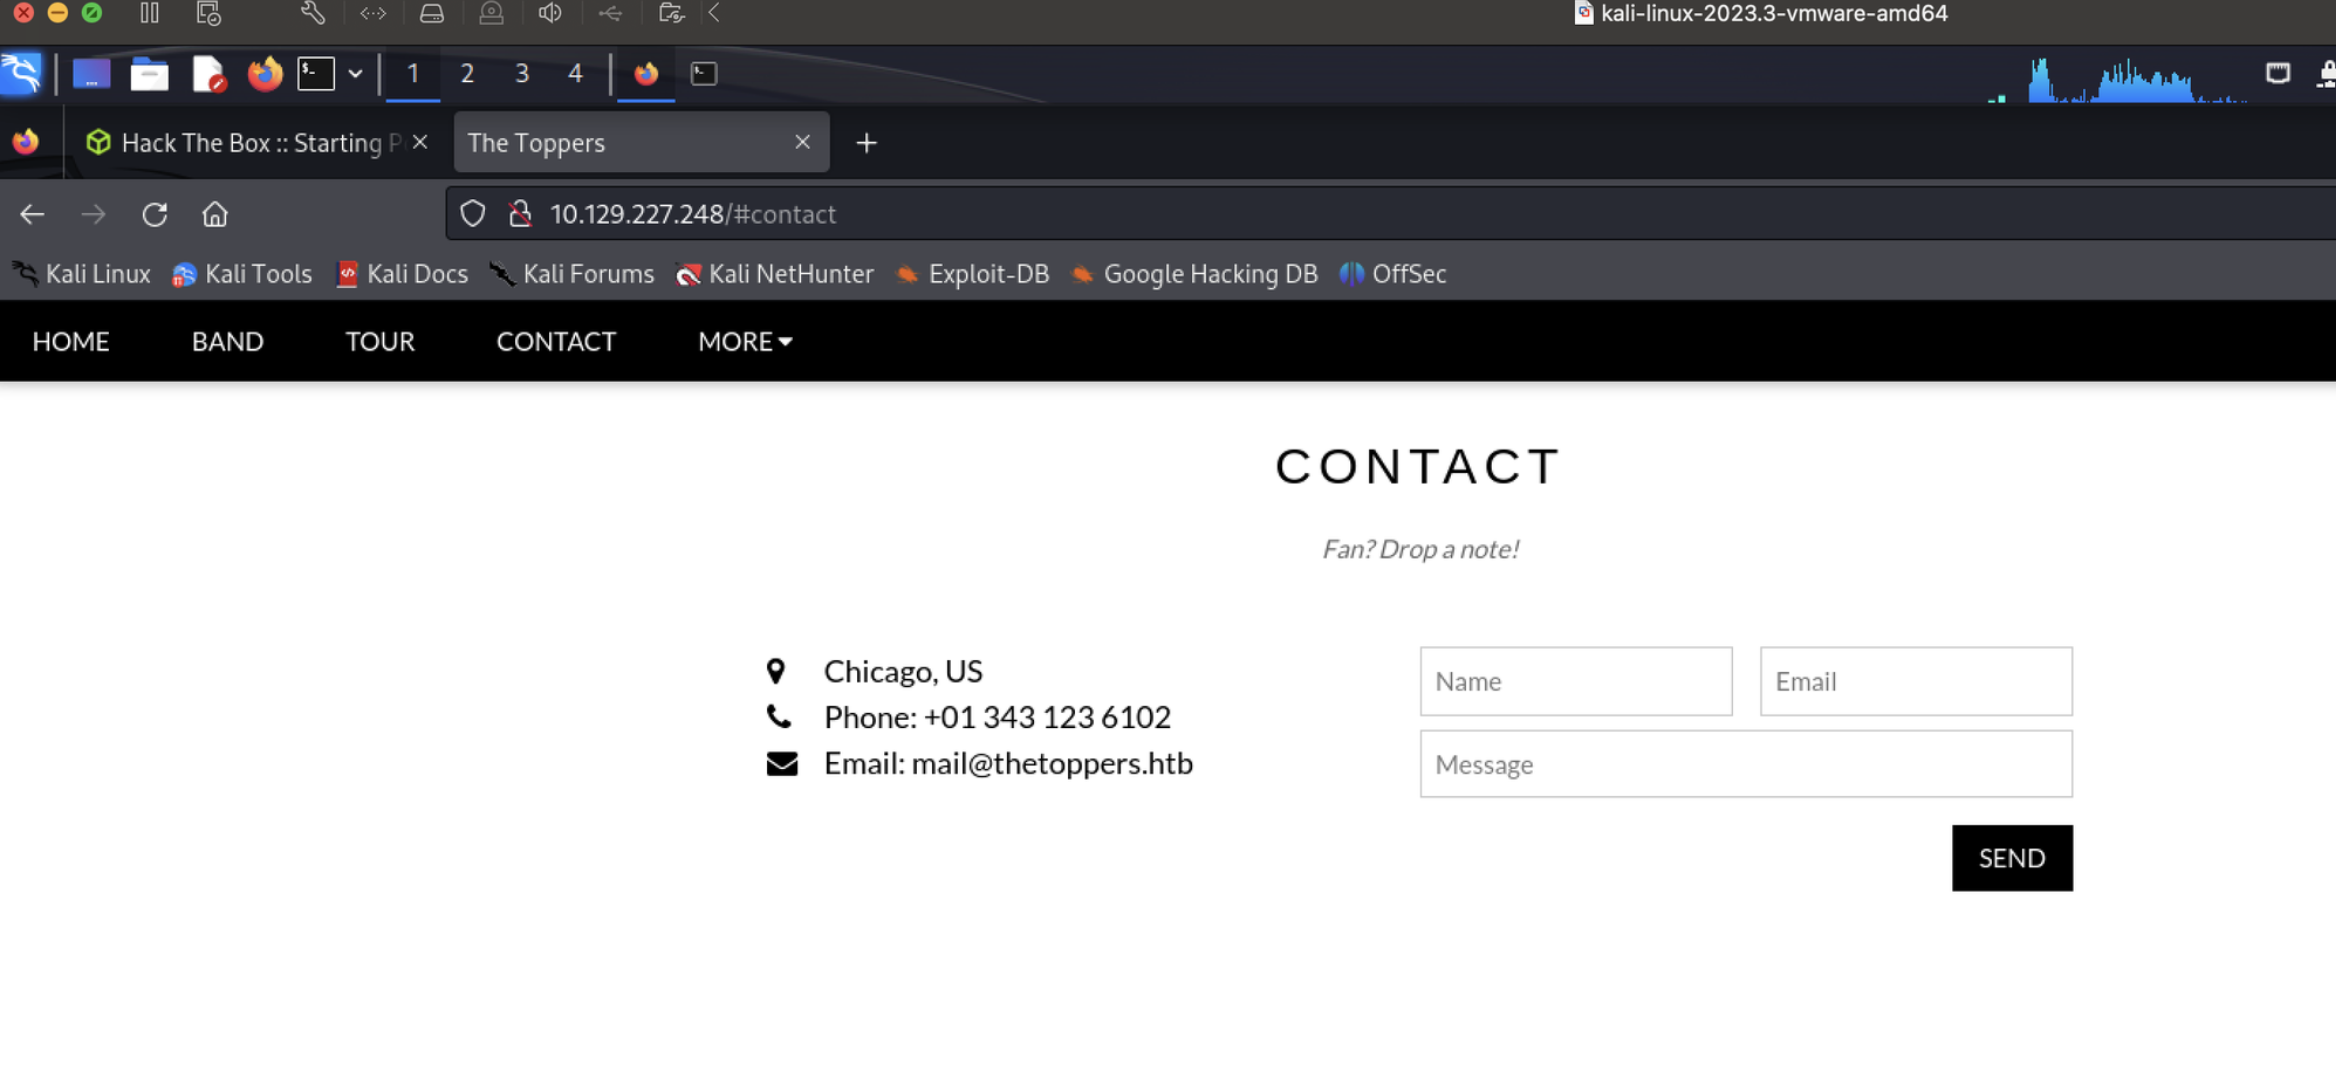 kali-linux-2023.3-vmware-amd64
1 2 3 4
Hack The Box :: Starting P The Toppers
10.129.227.248/#contact
Kali Linux Kali Tools Kali Docs Kali Forums Kali NetHunter Exploit-DB Google Hacking DB OffSec
HOME BAND TOUR CONTACT MORE
CONTACT
Fan? Drop a note!
Chicago, US
Phone: +01 343 123 6102
Email: mail@thetoppers.htb
Name Email
Message
SEND